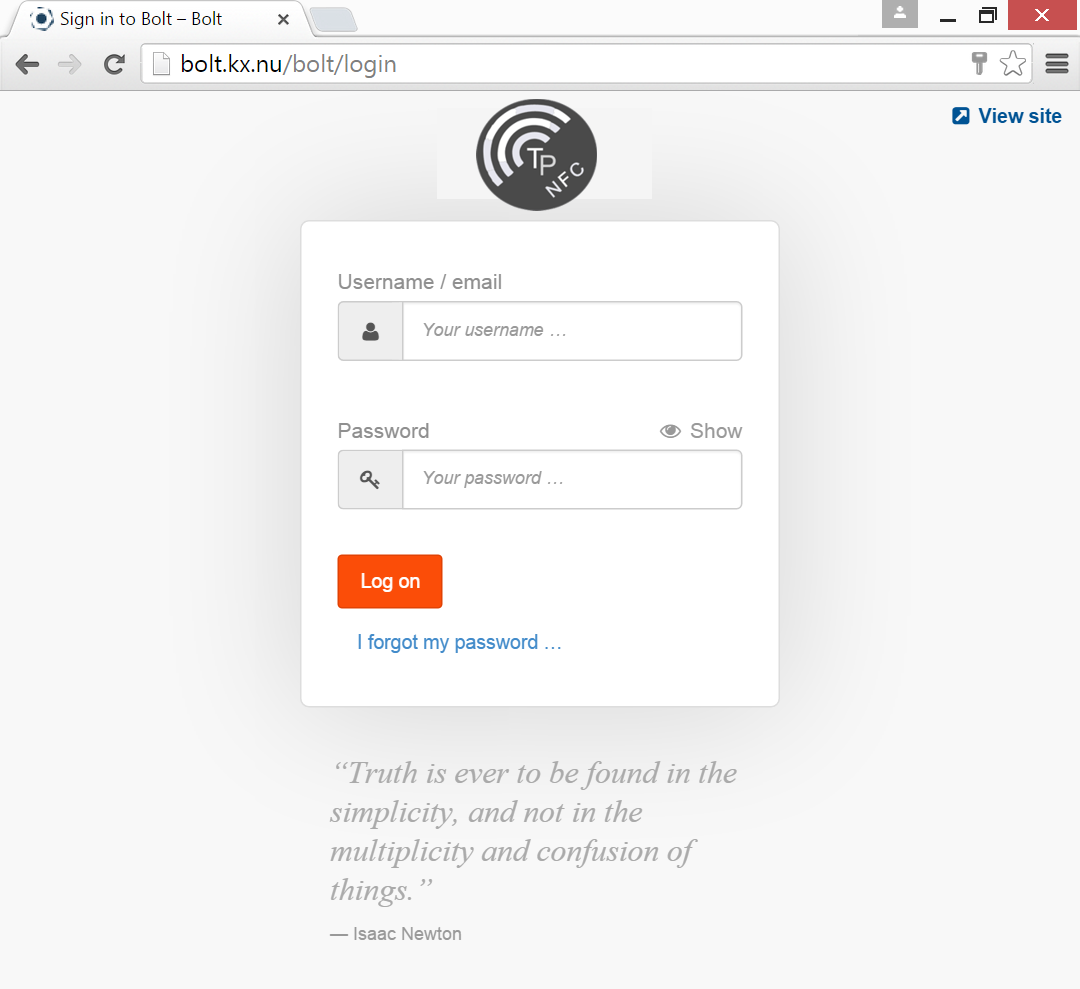 Sign in to Bolt – Bolt
bolt.kx.nu/bolt/login
View site
TP
NFC
Username / email
Your username …
Password
Show
Your password …
Log on
I forgot my password …
“Truth is ever to be found in the
simplicity, and not in the
multiplicity and confusion of
things.”
— Isaac Newton